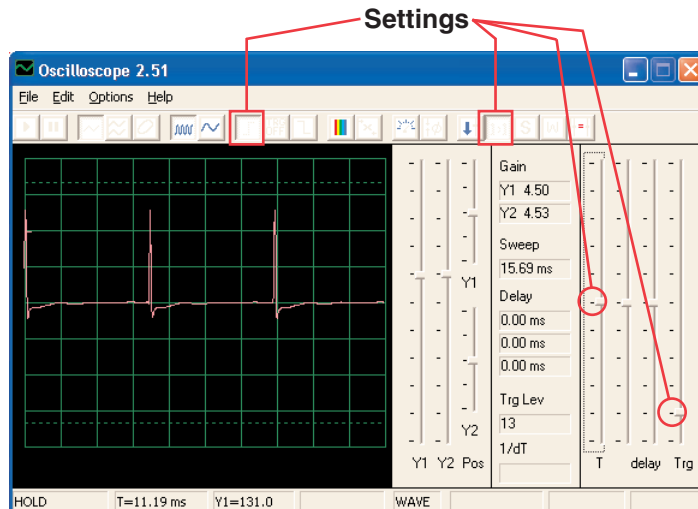 Settings
Oscilloscope 2.51
File Edit Options Help
Gain
Y1 4.50
Y2 4.53
Sweep
15.69 ms
Delay
0.00 ms
0.00 ms
0.00 ms
Trg Lev
13
1/dT
Y1
Y2
Y1 Y2 Pos
T delay Trg
HOLD T=11.19 ms Y1=131.0 WAVE